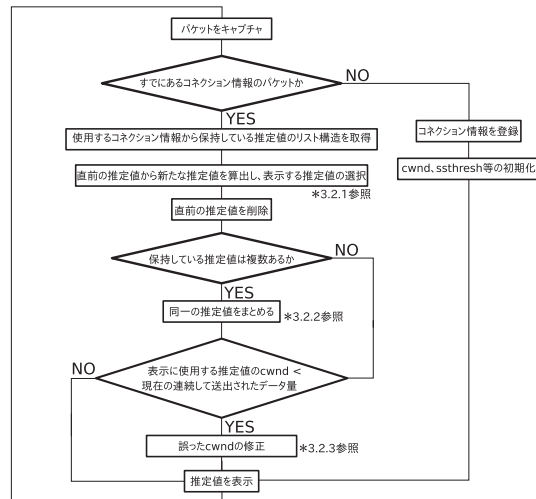 パケットをキャプチャ
すでにあるコネクション情報のパケットか
NO
YES
コネクション情報を登録
使用するコネクション情報から保持している推定値のリスト構造を取得
cwnd、ssthresh等の初期化
直前の推定値から新たな推定値を算出し、表示する推定値の選択
*3.2.1参照
直前の推定値を削除
保持している推定値は複数あるか
NO
YES
同一の推定値をまとめる
*3.2.2参照
表示に使用する推定値のcwnd <
現在の連続して送出されたデータ量
NO
YES
誤ったcwndの修正
*3.2.3参照
推定値を表示